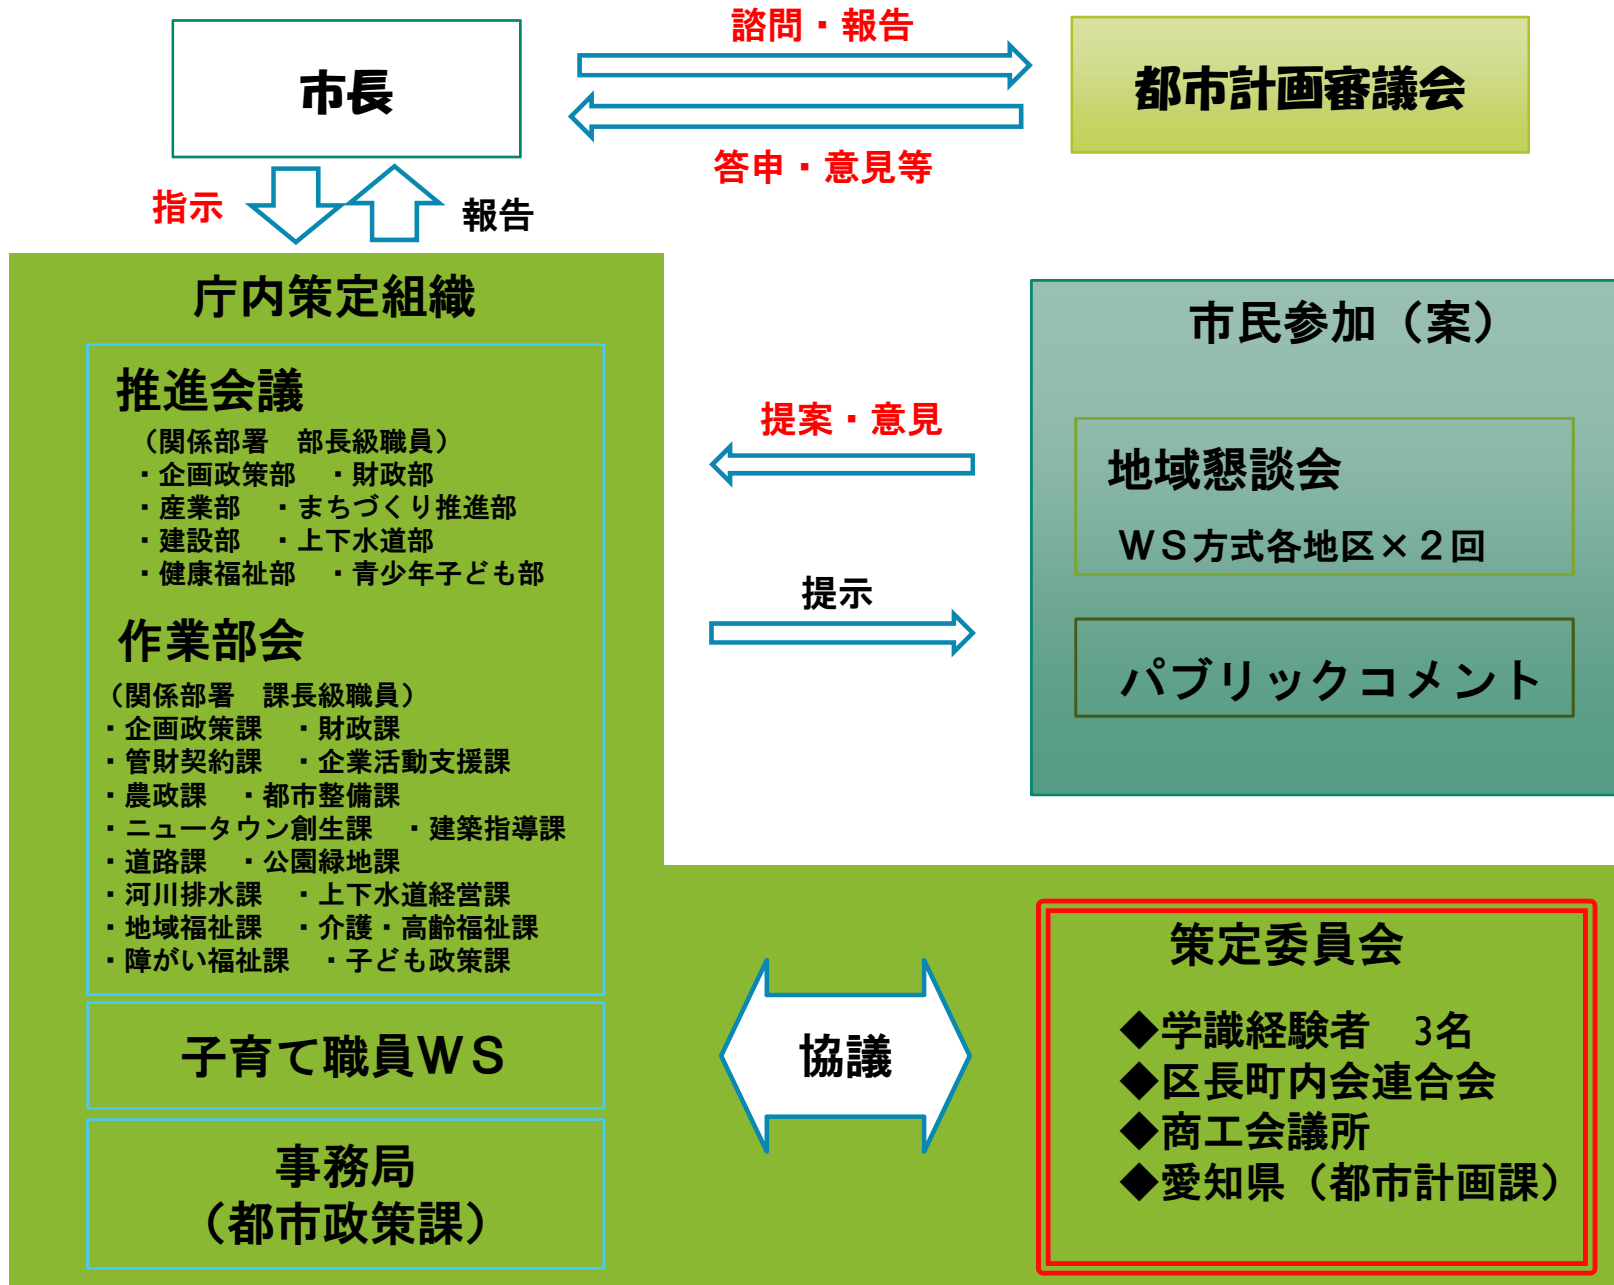 諮問・報告
市長
都市計画審議会
答申・意見等
指示
報告
庁内策定組織
推進会議
（関係部署　部長級職員）
・企画政策部　・財政部
・産業部　・まちづくり推進部
・建設部　・上下水道部
・健康福祉部　・青少年子ども部
作業部会
（関係部署　課長級職員）
・企画政策課　・財政課
・管財契約課　・企業活動支援課
・農政課　・都市整備課
・ニュータウン創生課　・建築指導課
・道路課　・公園緑地課
・河川排水課　・上下水道経営課
・地域福祉課　・介護・高齢福祉課
・障がい福祉課　・子ども政策課
子育て職員ＷＳ
事務局
（都市政策課）
提案・意見
提示
市民参加（案）
地域懇談会
ＷＳ方式各地区×２回
パブリックコメント
協議
策定委員会
◆学識経験者　3名
◆区長町内会連合会
◆商工会議所
◆愛知県（都市計画課）